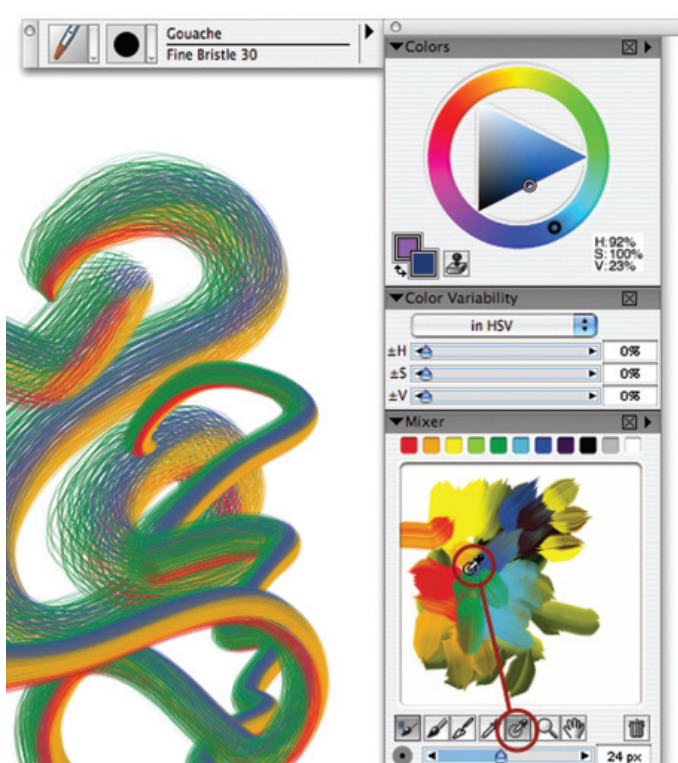 Gouache
Fine Bristle 30
Colors
H:92%
S:100%
V:23%
Color Variability
in HSV
±H 0%
±S 0%
±V 0%
Mixer
24 px